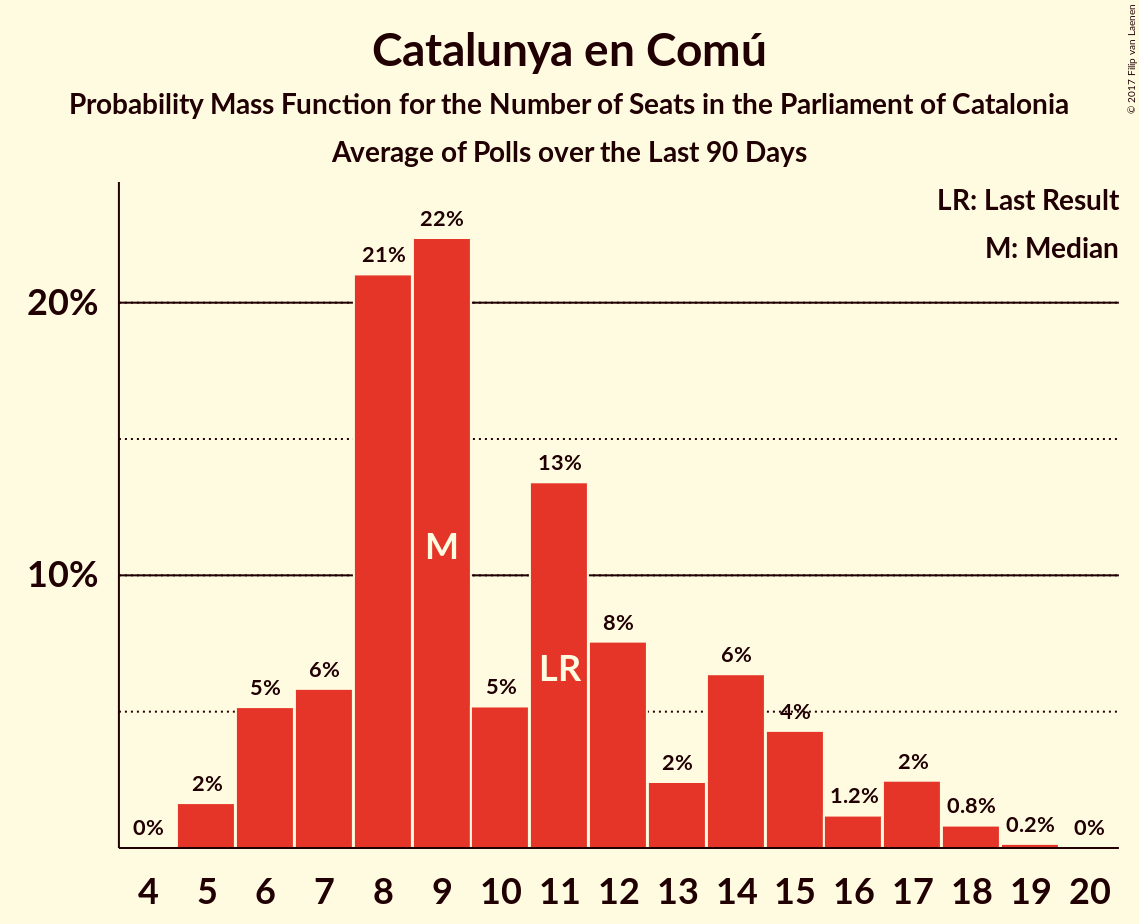 Catalunya en Comú
Probability Mass Function for the Number of Seats in the Parliament of Catalonia
Average of Polls over the Last 90 Days
© 2017 Filip van Laenen
LR: Last Result
M: Median
20%
10%
0%
2%
5%
6%
21%
22%
5%
13%
8%
2%
6%
4%
1.2%
2%
0.8%
0.2%
0%
M
LR
4 5 6 7 8 9 10 11 12 13 14 15 16 17 18 19 20